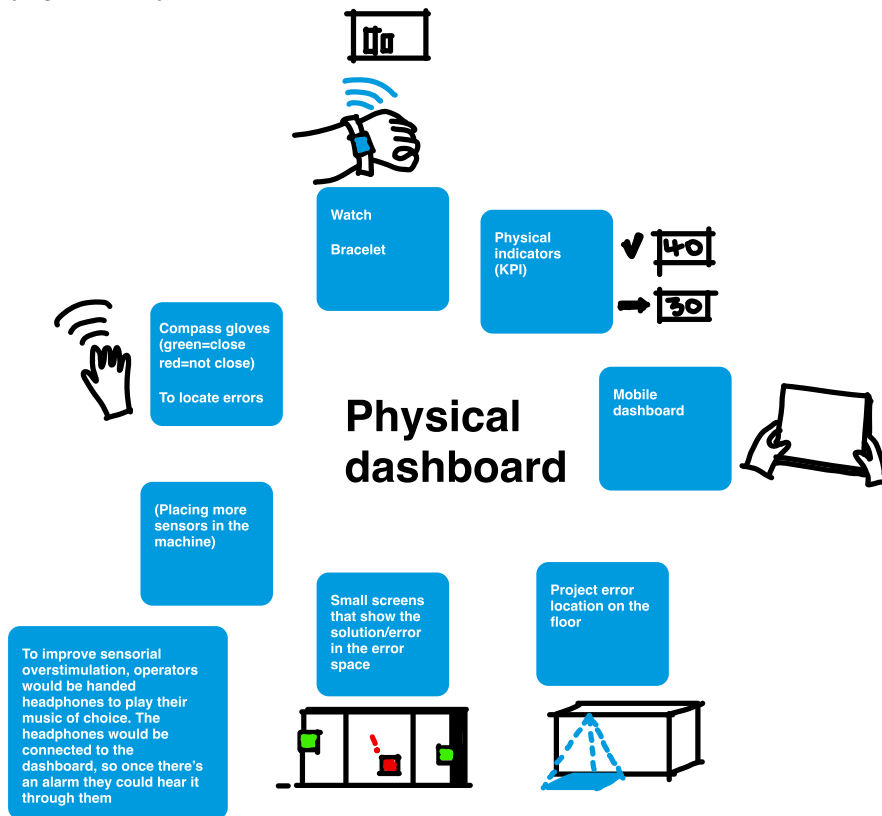 Watch
Bracelet
Physical
indicators
(KPI)
40
30
Compass gloves
(green=close
red=not close)
To locate errors
Physical
dashboard
Mobile
dashboard
(Placing more
sensors in the
machine)
Small screens
that show the
solution/error
in the error
space
Project error
location on the
floor
To improve sensorial
overstimulation, operators
would be handed
headphones to play their
music of choice. The
headphones would be
connected to the
dashboard, so once there's
an alarm they could hear it
through them